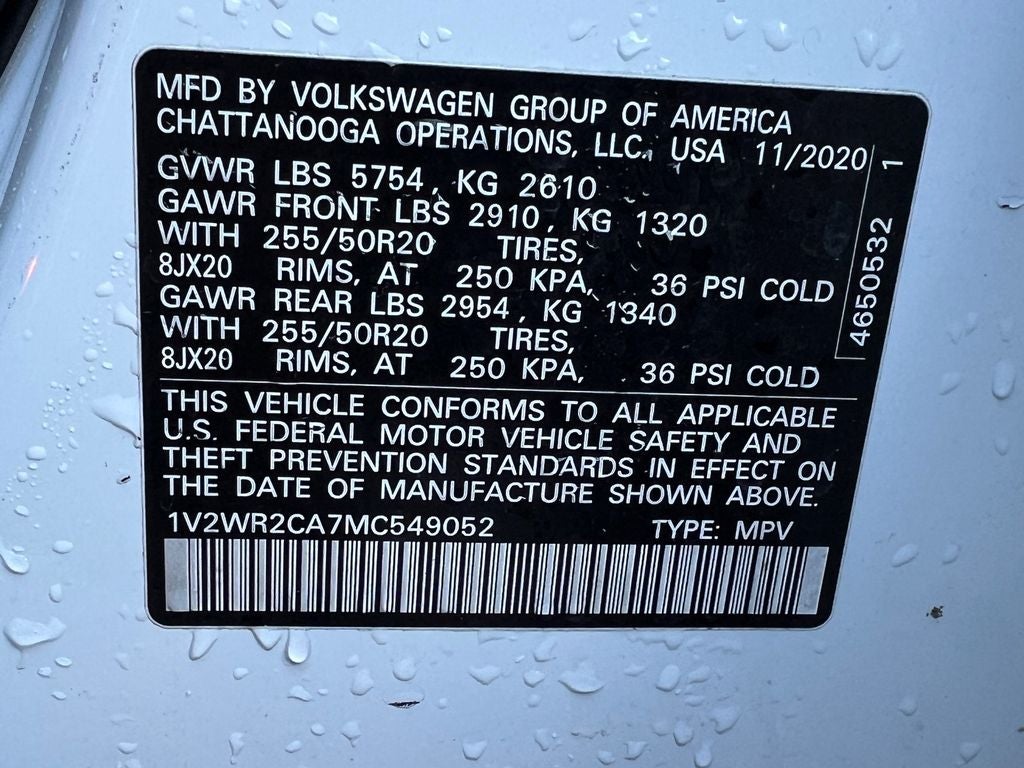 MFD BY VOLKSWAGEN GROUP OF AMERICA
CHATTANOOGA OPERATIONS, LLC. USA 11/2020
GVWR LBS 5754, KG 2610
GAWR FRONT LBS 2910, KG 1320
WITH 255/50R20 TIRES,
8JX20 RIMS, AT 250 KPA, 36 PSI COLD
GAWR REAR LBS 2954, KG 1340
WITH 255/50R20 TIRES,
8JX20 RIMS, AT 250 KPA, 36 PSI COLD
4650532 1
THIS VEHICLE CONFORMS TO ALL APPLICABLE
U.S. FEDERAL MOTOR VEHICLE SAFETY AND
THEFT PREVENTION STANDARDS IN EFFECT ON
THE DATE OF MANUFACTURE SHOWN ABOVE.
1V2WR2CA7MC549052 TYPE: MPV